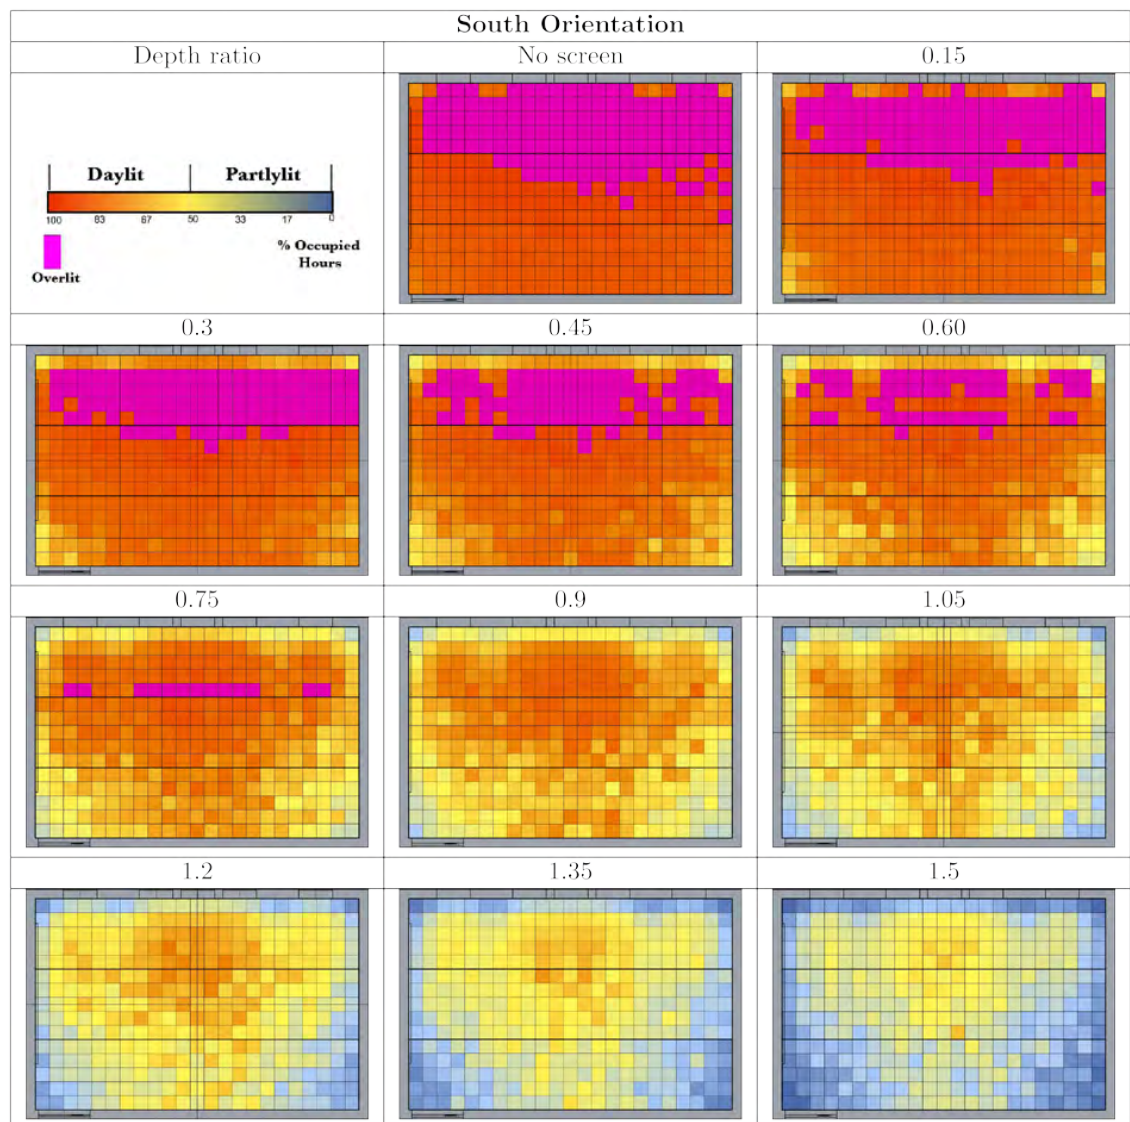 South Orientation
Depth ratio
No screen
0.15
Daylit
Partlylit
100
83
67
50
33
17
0
Overlit
% Occupied
Hours
0.3
0.45
0.60
0.75
0.9
1.05
1.2
1.35
1.5